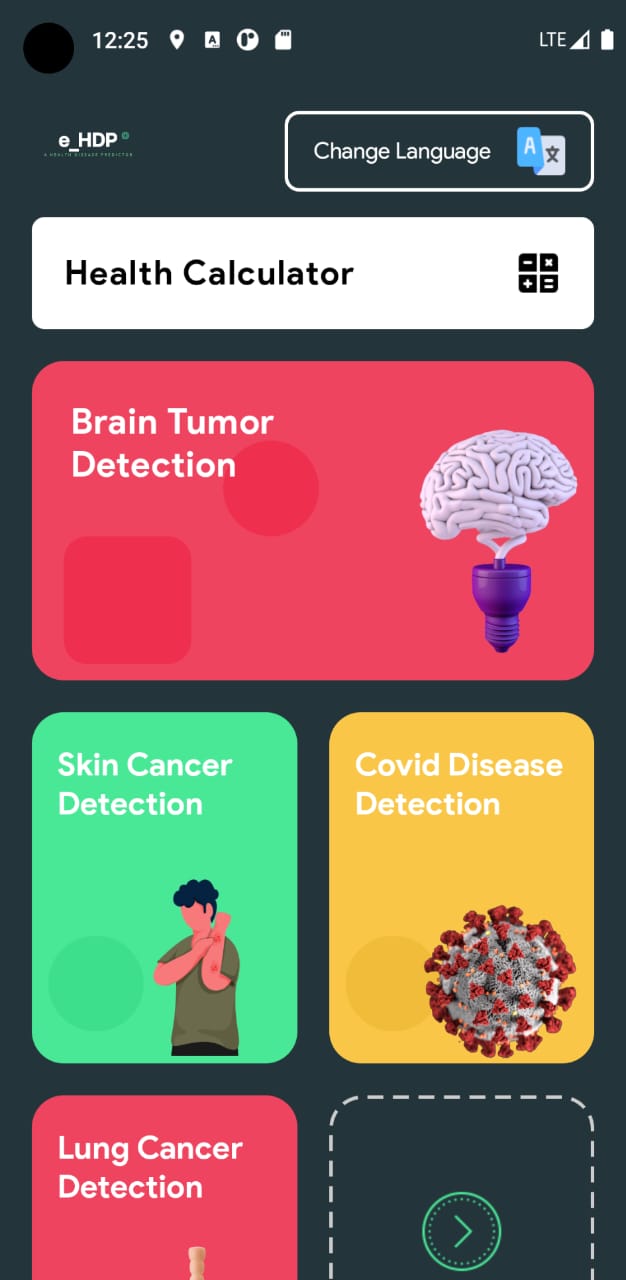 12:25
LTE
e_HDP
A HEALTH DISEASE PREDICTOR
Change Language
A 文
Health Calculator
Brain Tumor
Detection
Skin Cancer
Detection
Covid Disease
Detection
Lung Cancer
Detection